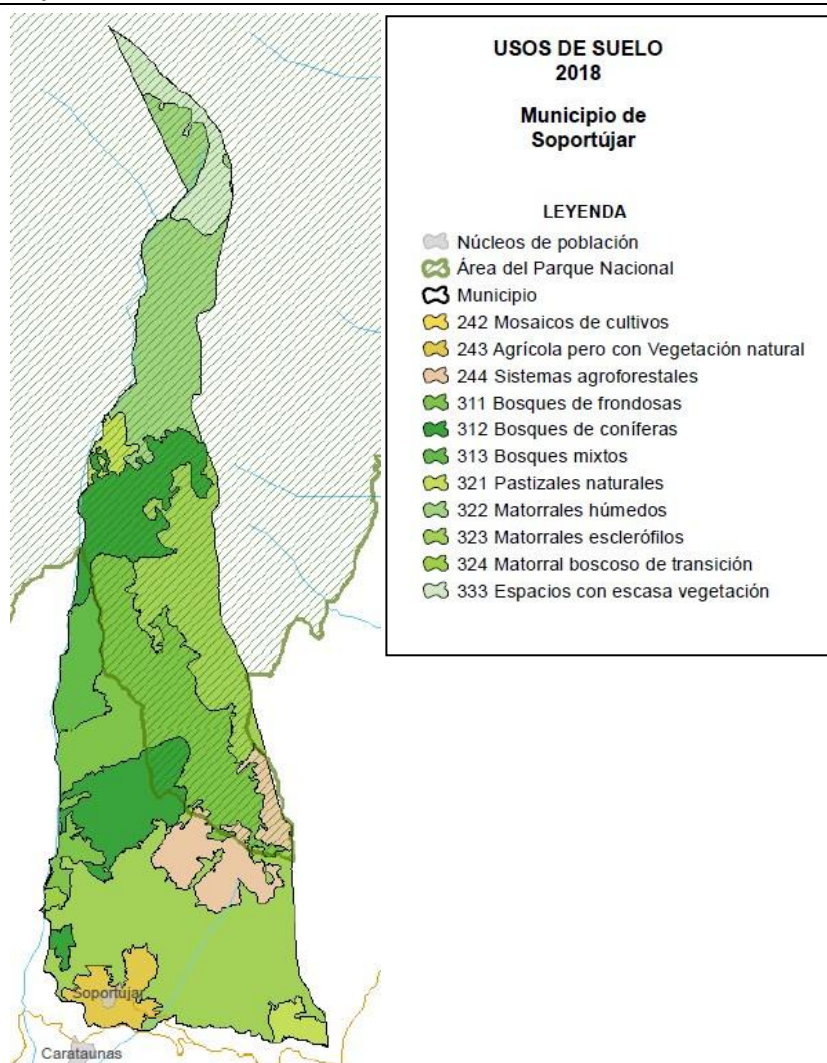 USOS DE SUELO
2018
Municipio de
Soportújar
LEYENDA
Núcleos de población
Área del Parque Nacional
Municipio
242 Mosaicos de cultivos
243 Agrícola pero con Vegetación natural
244 Sistemas agroforestales
311 Bosques de frondosas
312 Bosques de coníferas
313 Bosques mixtos
321 Pastizales naturales
322 Matorrales húmedos
323 Matorrales esclerófilos
324 Matorral boscoso de transición
333 Espacios con escasa vegetación
Soportújar
Carataunas